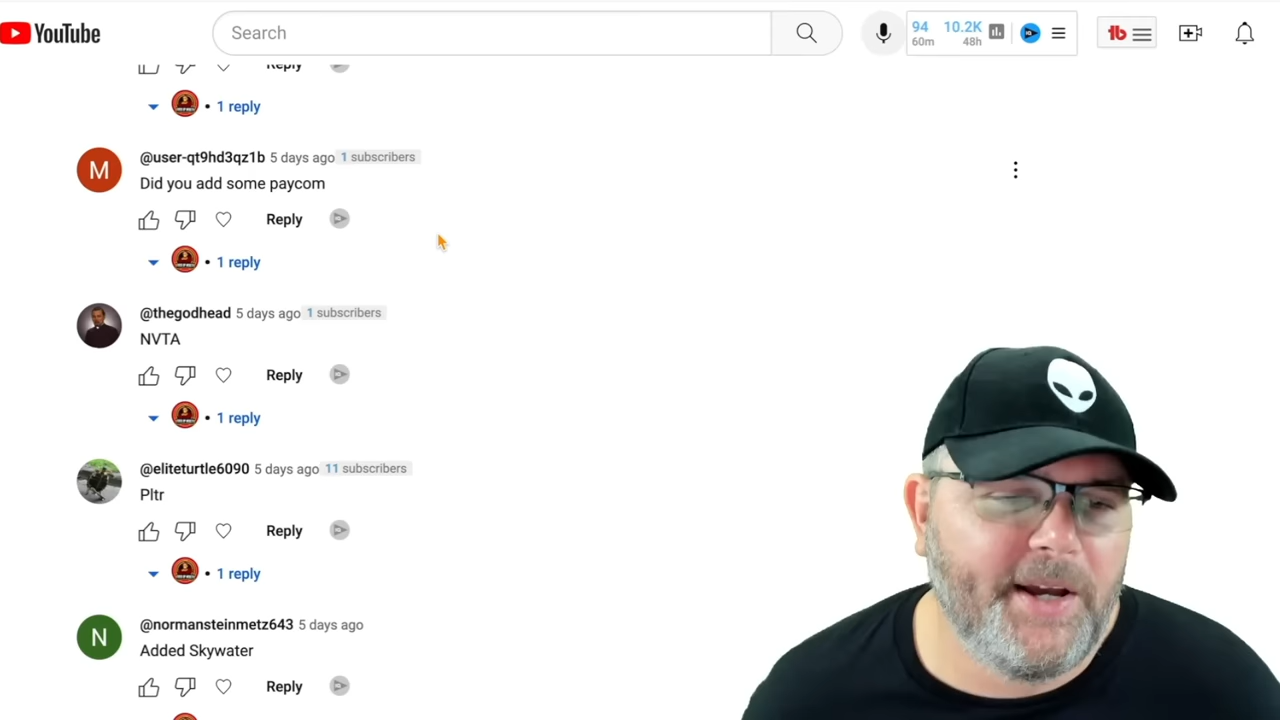 YouTube
Search
94 10.2K
60m 48h
Reply
1 reply
M
@user-qt9hd3qz1b 5 days ago 1 subscribers
Did you add some paycom
Reply
1 reply
@thegodhead 5 days ago 1 subscribers
NVTA
Reply
1 reply
@eliteturtle6090 5 days ago 11 subscribers
Pltr
Reply
1 reply
N
@normansteinmetz643 5 days ago
Added Skywater
Reply